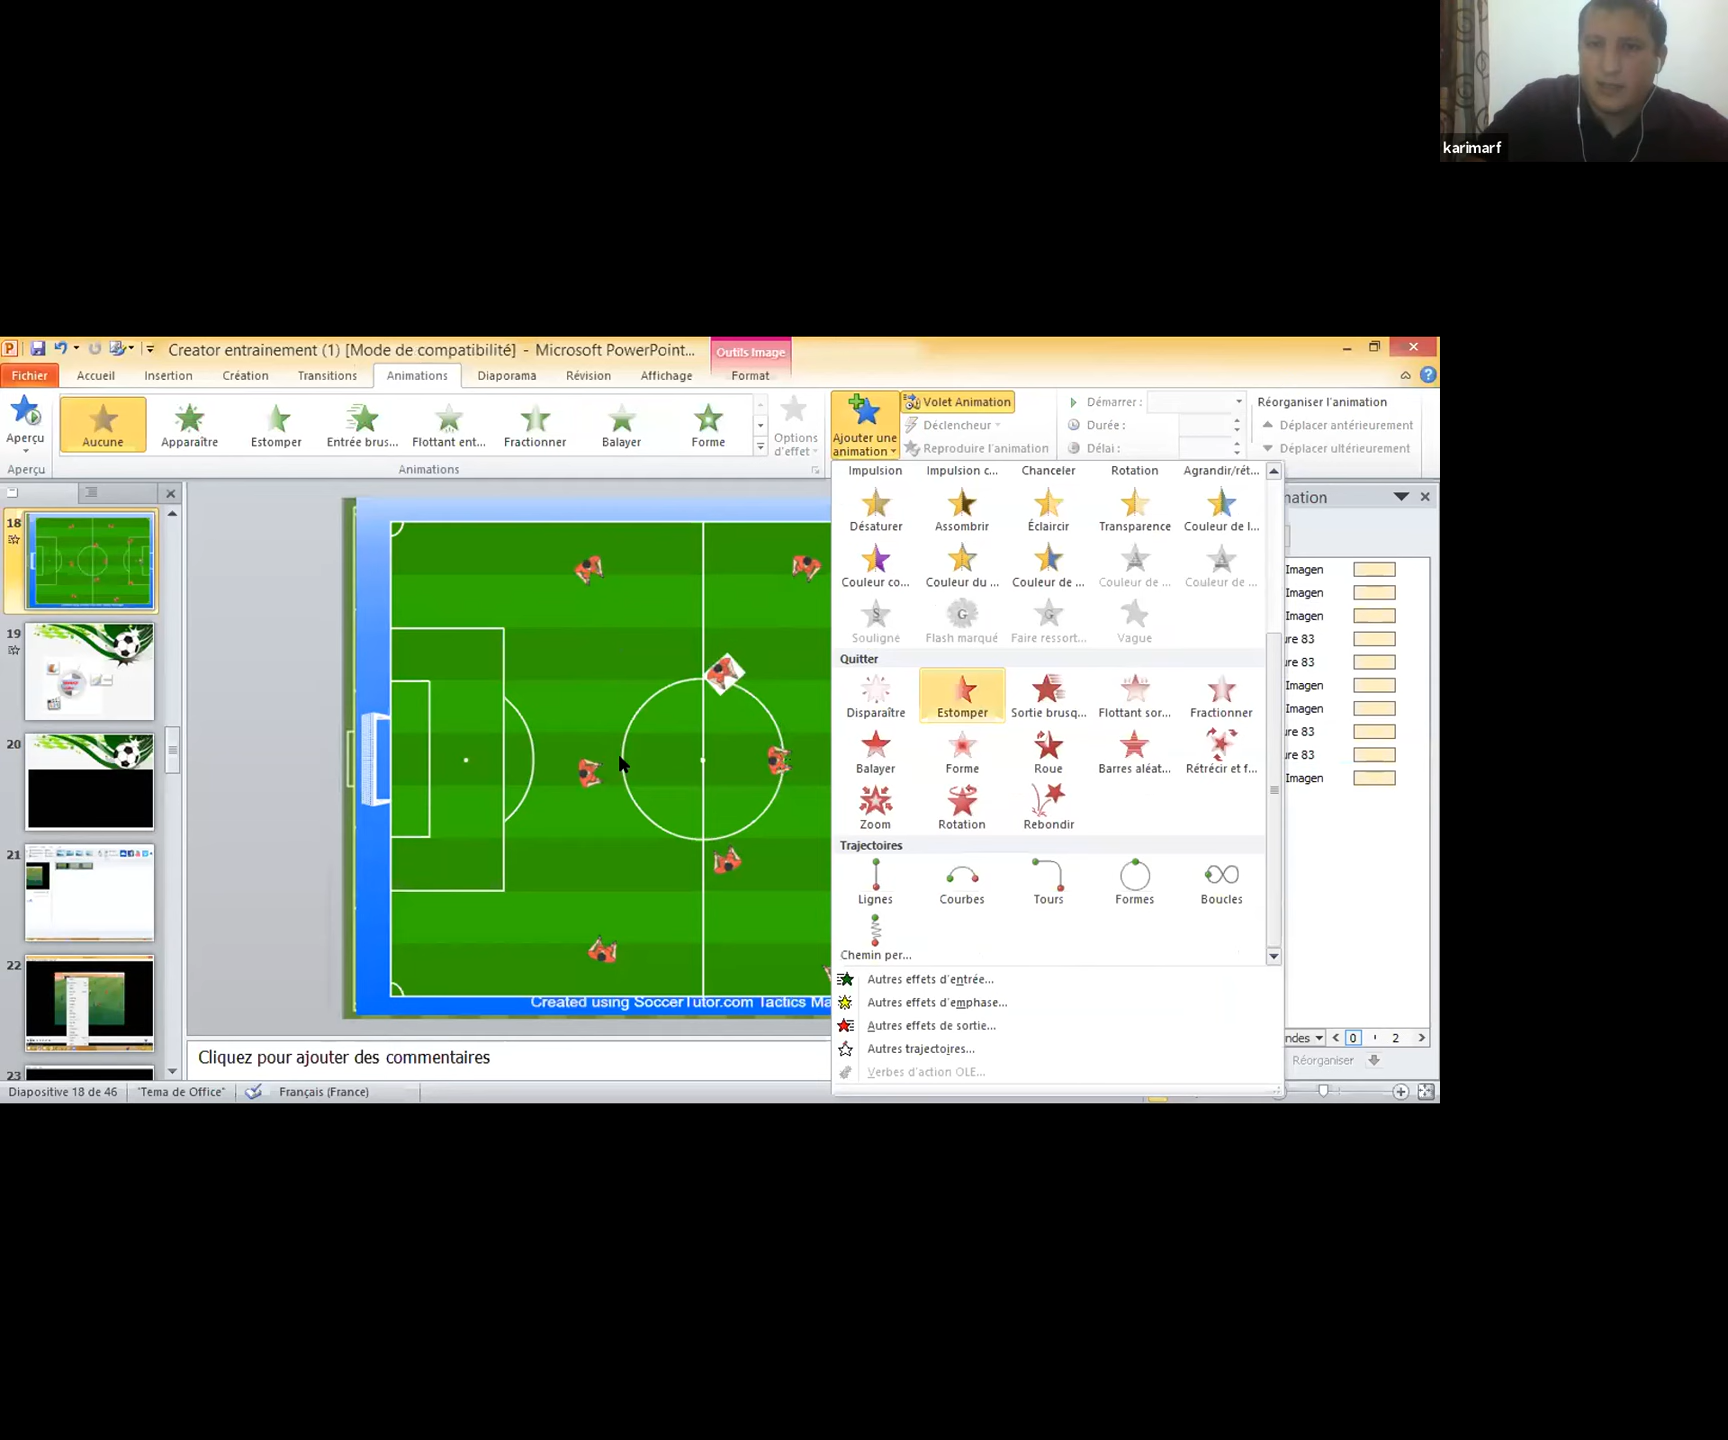 karimarf
Creator entrainement (1) [Mode de compatibilité] - Microsoft PowerPoint...
Outils Image
Fichier Accueil Insertion Création Transitions Animations Diaporama Révision Affichage Format
Aperçu
Aucune Apparaître Estomper Entrée brus... Flottant ent... Fractionner Balayer Forme
Options d'effet
Ajouter une animation
Volet Animation
Déclencheur
Reproduire l'animation
Démarrer :
Durée :
Délai :
Réorganiser l'animation
Déplacer antérieurement
Déplacer ultérieurement
Aperçu Animations
Impulsion Impulsion c... Chanceler Rotation Agrandir/rét...
Désaturer Assombrir Éclaircir Transparence Couleur de l...
Couleur co... Couleur du ... Couleur de ... Couleur de ... Couleur de ...
Souligne Flash marqué Faire ressort... Vague
Quitter
Disparaître Estomper Sortie brusq... Flottant sor... Fractionner
Balayer Forme Roue Barres aléat... Rétrécir et f...
Zoom Rotation Rebondir
Trajectoires
Lignes Courbes Tours Formes Boucles
Chemin per...
Autres effets d'entrée...
Autres effets d'emphase...
Autres effets de sortie...
Autres trajectoires...
Verbes d'action OLE...
mation
Imagen
Imagen
Imagen
ure 83
ure 83
Imagen
Imagen
ure 83
ure 83
Imagen
ndes 0 2
Réorganiser
18
19
20
21
22
23
Created using SoccerTutor.com Tactics Ma
Cliquez pour ajouter des commentaires
Diapositive 18 de 46 "Tema de Office" Français (France)